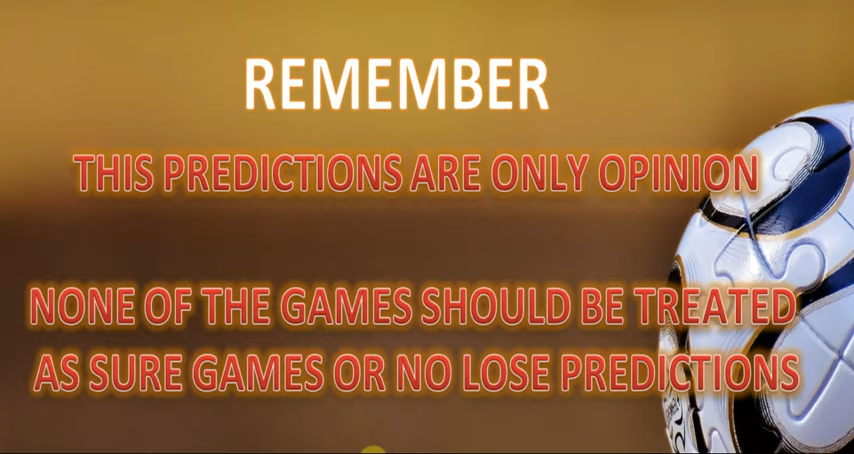 REMEMBER
THIS PREDICTIONS ARE ONLY OPINION
NONE OF THE GAMES SHOULD BE TREATED
AS SURE GAMES OR NO LOSE PREDICTIONS